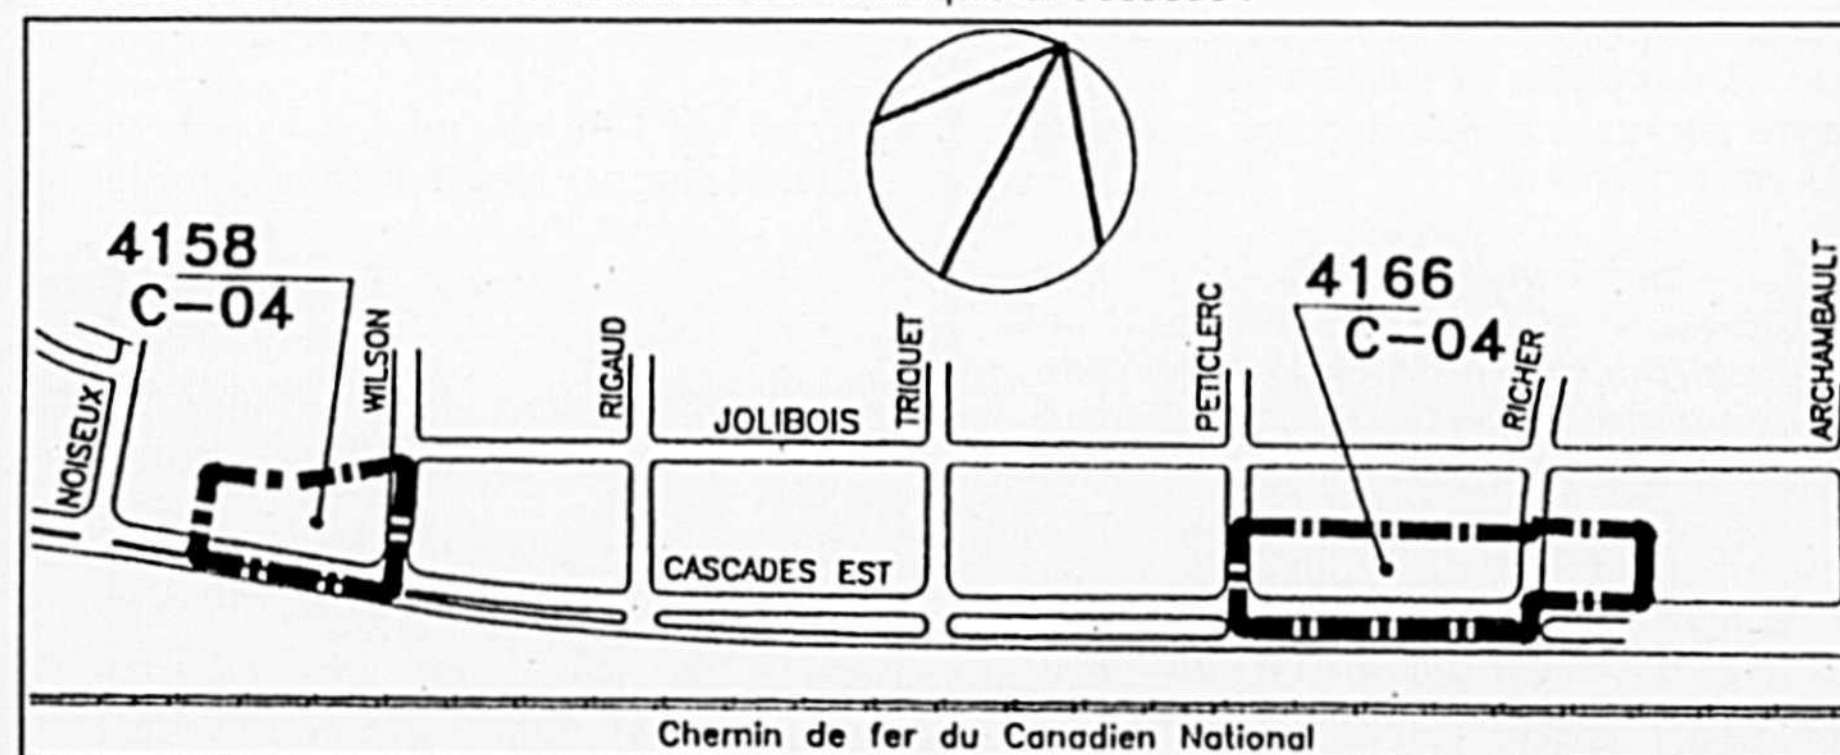 4158
C-04
4166
C-04
NOISEUX
WILSON
RIGAUD
JOLIBOIS
TRIQUET
PETICLERC
RICHER
ARCHAMBAULT
CASCADES EST
Chemin de fer du Canadien National